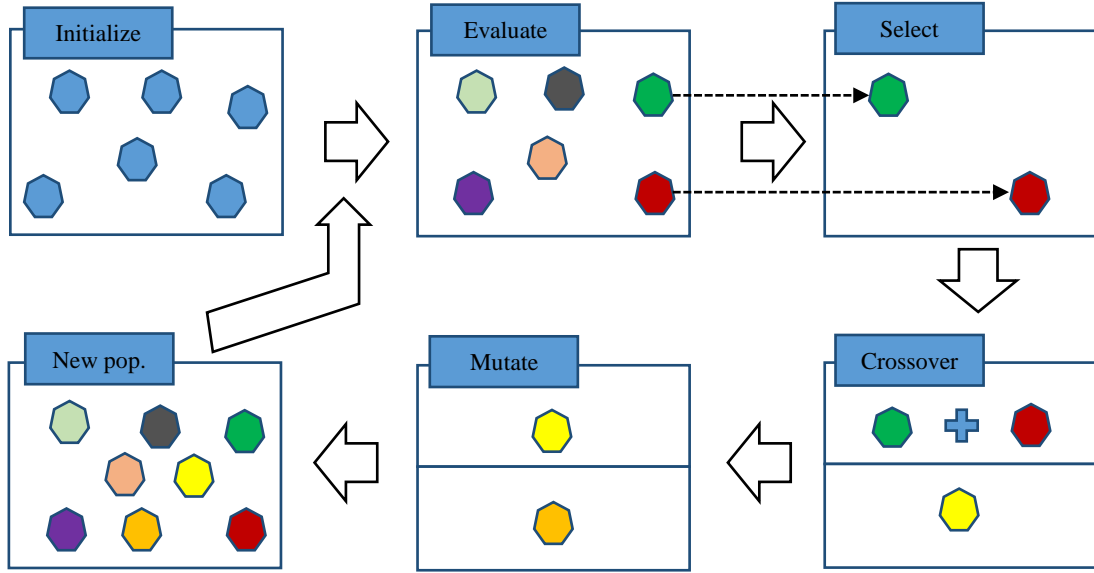 Initialize
Evaluate
Select
New pop.
Mutate
Crossover